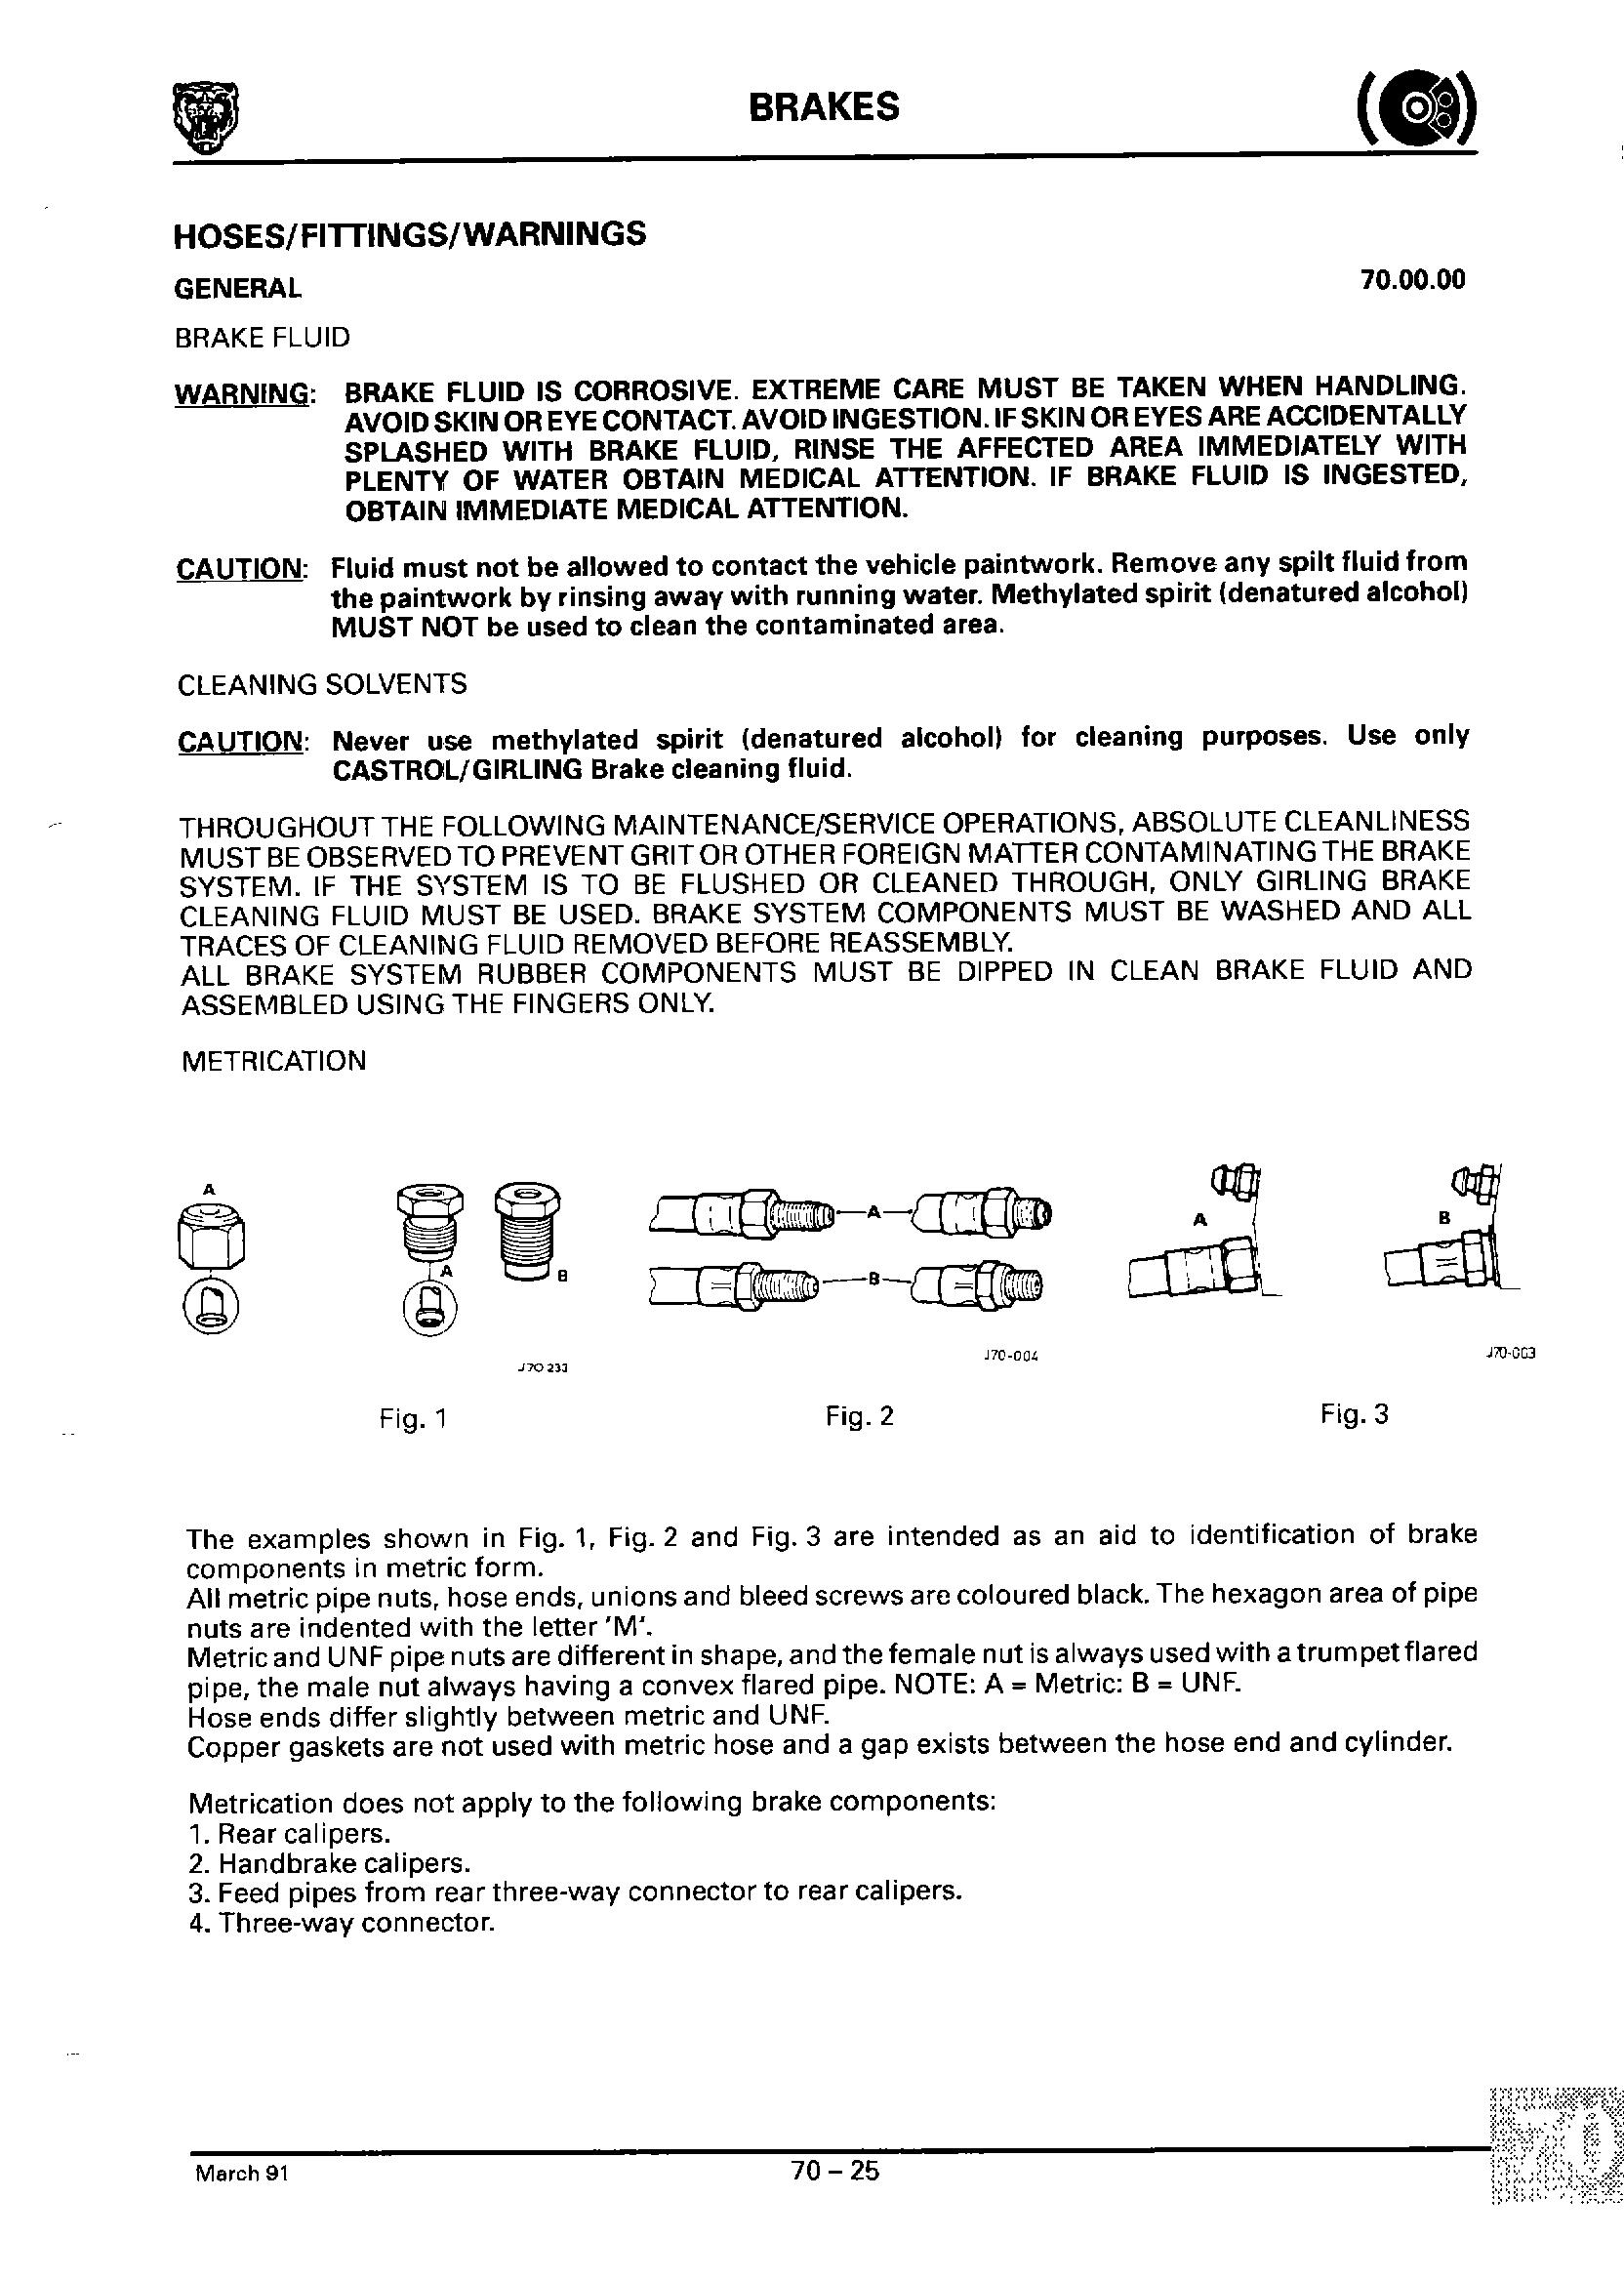 BRAKES
HOSES/FITTINGS/WARNINGS
GENERAL 70.00.00
BRAKE FLUID
WARNING: BRAKE FLUID IS CORROSIVE. EXTREME CARE MUST BE TAKEN WHEN HANDLING.
AVOID SKIN OR EYE CONTACT. AVOID INGESTION. IF SKIN OR EYES ARE ACCIDENTALLY
SPLASHED WITH BRAKE FLUID, RINSE THE AFFECTED AREA IMMEDIATELY WITH
PLENTY OF WATER OBTAIN MEDICAL ATTENTION. IF BRAKE FLUID IS INGESTED,
OBTAIN IMMEDIATE MEDICAL ATTENTION.
CAUTION: Fluid must not be allowed to contact the vehicle paintwork. Remove any spilt fluid from
the paintwork by rinsing away with running water. Methylated spirit (denatured alcohol)
MUST NOT be used to clean the contaminated area.
CLEANING SOLVENTS
CAUTION: Never use methylated spirit (denatured alcohol) for cleaning purposes. Use only
CASTROL/GIRLING Brake cleaning fluid.
THROUGHOUT THE FOLLOWING MAINTENANCE/SERVICE OPERATIONS, ABSOLUTE CLEANLINESS
MUST BE OBSERVED TO PREVENT GRIT OR OTHER FOREIGN MATTER CONTAMINATING THE BRAKE
SYSTEM. IF THE SYSTEM IS TO BE FLUSHED OR CLEANED THROUGH, ONLY GIRLING BRAKE
CLEANING FLUID MUST BE USED. BRAKE SYSTEM COMPONENTS MUST BE WASHED AND ALL
TRACES OF CLEANING FLUID REMOVED BEFORE REASSEMBLY.
ALL BRAKE SYSTEM RUBBER COMPONENTS MUST BE DIPPED IN CLEAN BRAKE FLUID AND
ASSEMBLED USING THE FINGERS ONLY.
METRICATION
A
A
B
A
B
A
B
J70 233
J70-004
J70-003
Fig. 1
Fig. 2
Fig. 3
The examples shown in Fig. 1, Fig. 2 and Fig. 3 are intended as an aid to identification of brake
components in metric form.
All metric pipe nuts, hose ends, unions and bleed screws are coloured black. The hexagon area of pipe
nuts are indented with the letter 'M'.
Metric and UNF pipe nuts are different in shape, and the female nut is always used with a trumpet flared
pipe, the male nut always having a convex flared pipe. NOTE: A = Metric: B = UNF.
Hose ends differ slightly between metric and UNF.
Copper gaskets are not used with metric hose and a gap exists between the hose end and cylinder.
Metrication does not apply to the following brake components:
1. Rear calipers.
2. Handbrake calipers.
3. Feed pipes from rear three-way connector to rear calipers.
4. Three-way connector.
70
March 91
70 – 25